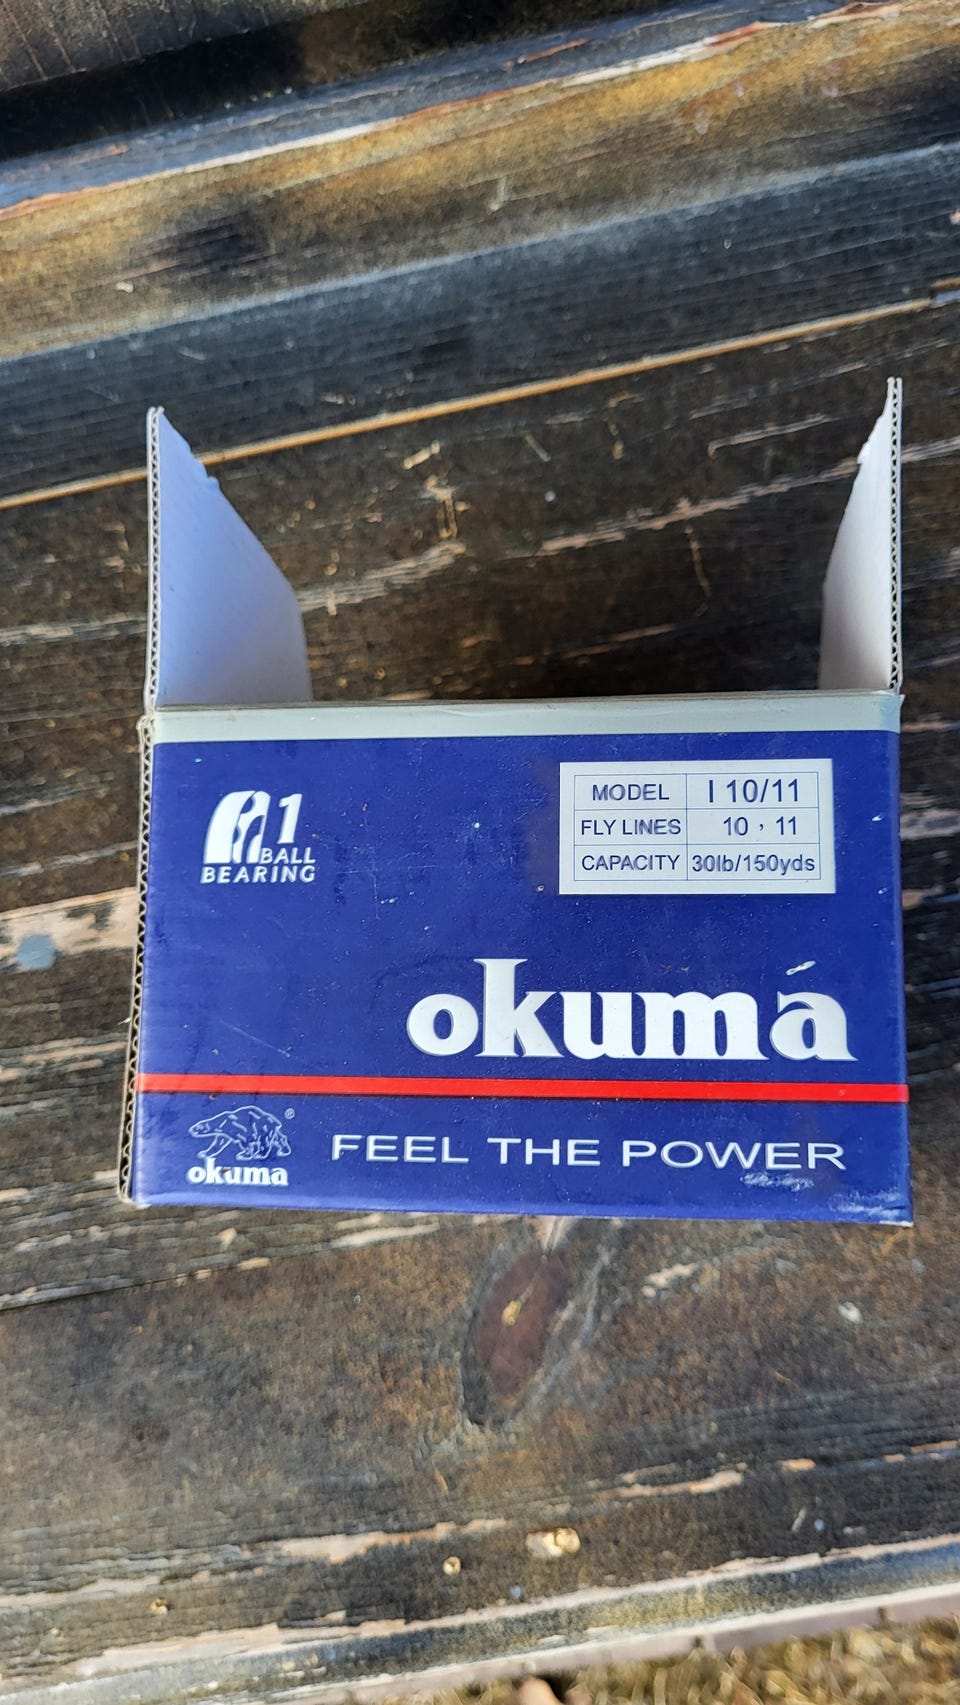 1
BALL
BEARING
MODEL I 10/11
FLY LINES 10, 11
CAPACITY 30lb/150yds
okuma
okuma ®
FEEL THE POWER